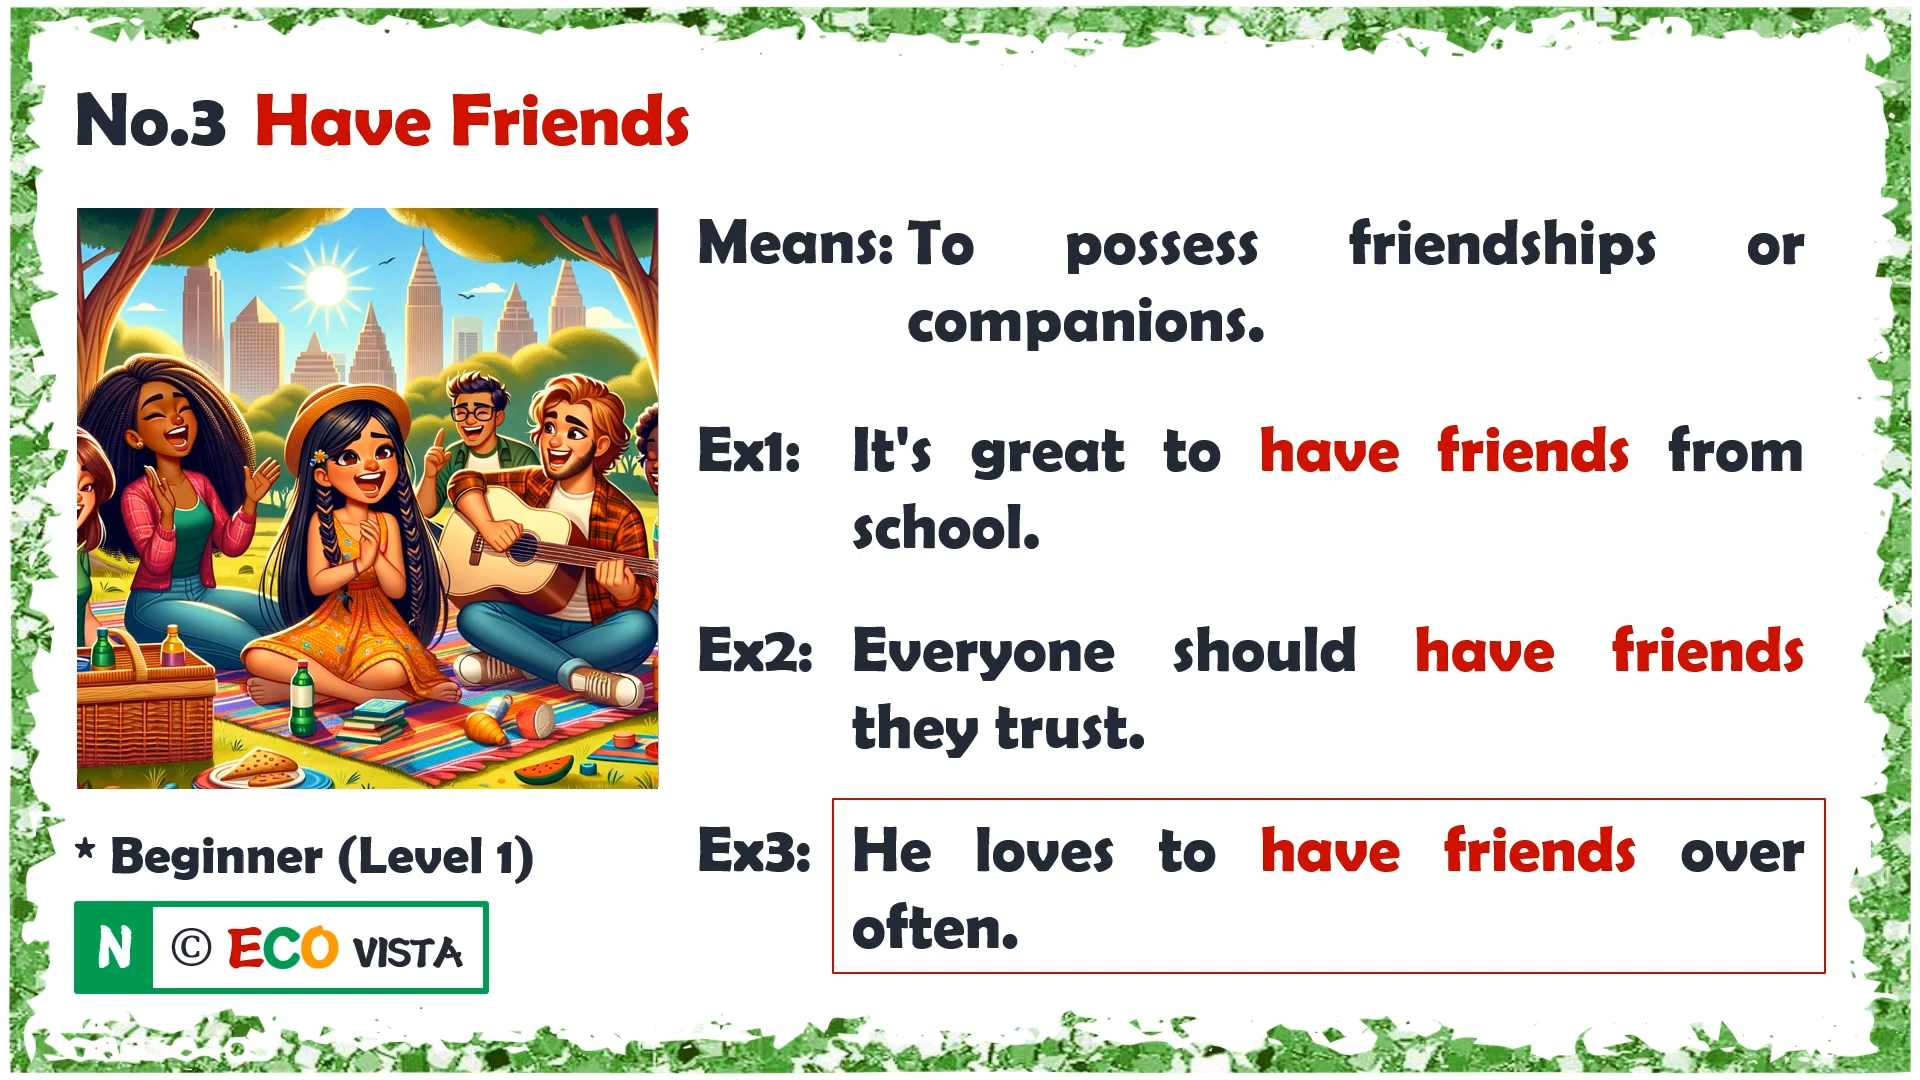 No.3 Have Friends
Means: To possess friendships or
companions.
Ex1: It's great to have friends from
school.
Ex2: Everyone should have friends
they trust.
Ex3: He loves to have friends over
often.
* Beginner (Level 1)
N © ECO VISTA